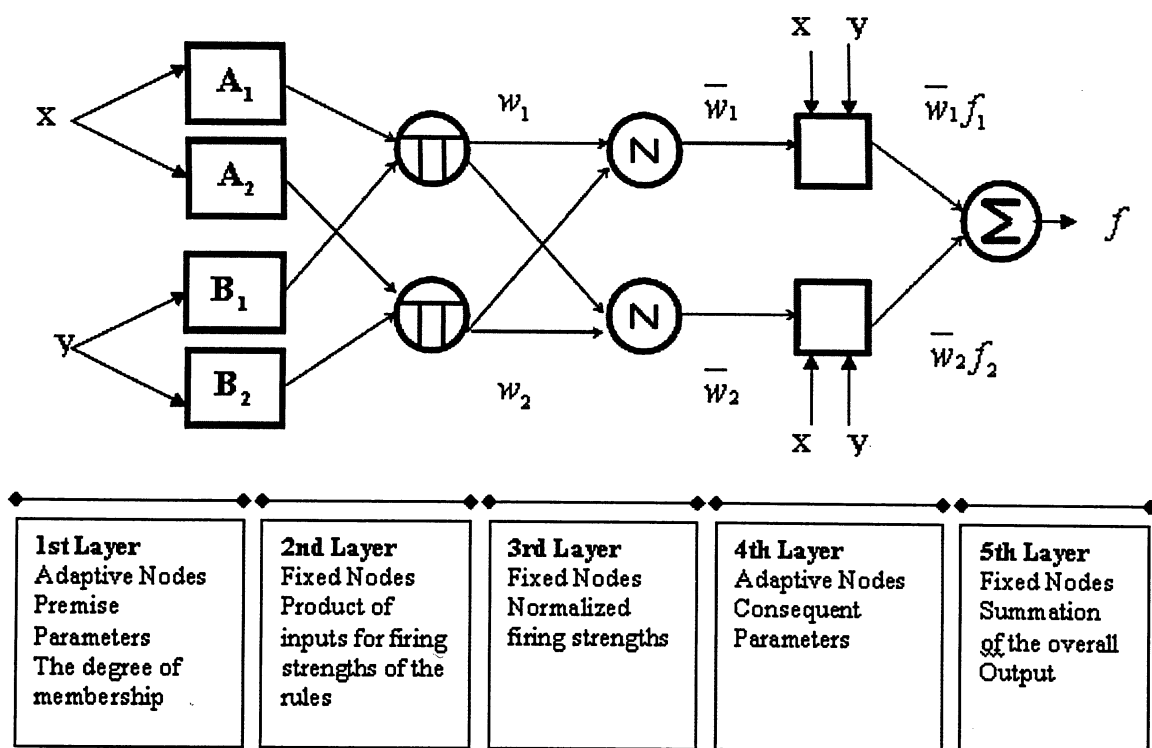 x y
A₁
w₁
w̅₁
w̅₁f₁
x
∏
N
A₂
Σ
f
B₁
y
∏
N
B₂
w₂
w̅₂
w̅₂f₂
x y
1st Layer
Adaptive Nodes
Premise
Parameters
The degree of
membership
2nd Layer
Fixed Nodes
Product of
inputs for firing
strengths of the
rules
3rd Layer
Fixed Nodes
Normalized
firing strengths
4th Layer
Adaptive Nodes
Consequent
Parameters
5th Layer
Fixed Nodes
Summation
of the overall
Output